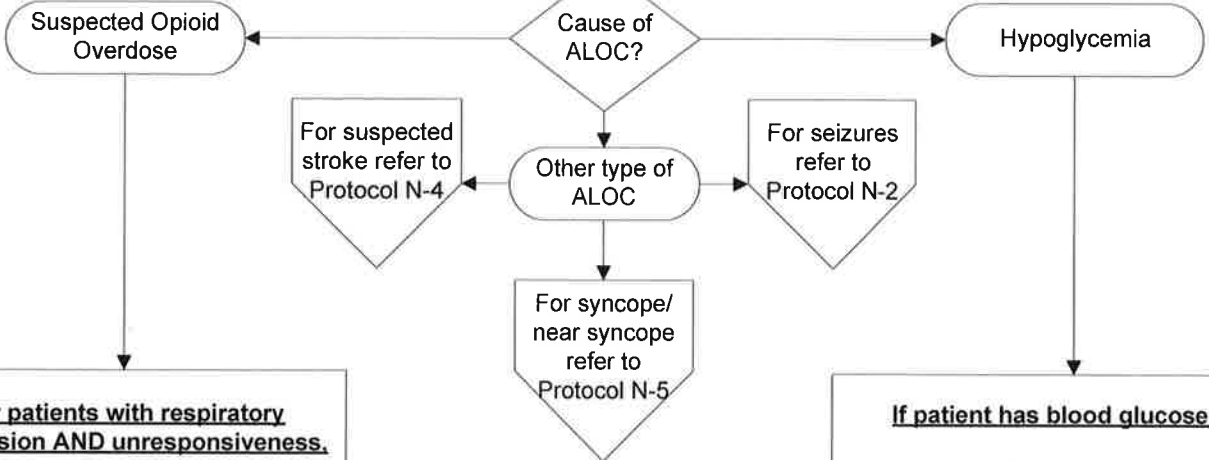 Suspected Opioid
Overdose
Cause of
ALOC?
Hypoglycemia
For suspected
stroke refer to
Protocol N-4
Other type of
ALOC
For seizures
refer to
Protocol N-2
For syncope/
near syncope
refer to
Protocol N-5
patients with respiratory
AND unresponsiveness,
If patient has blood glucose